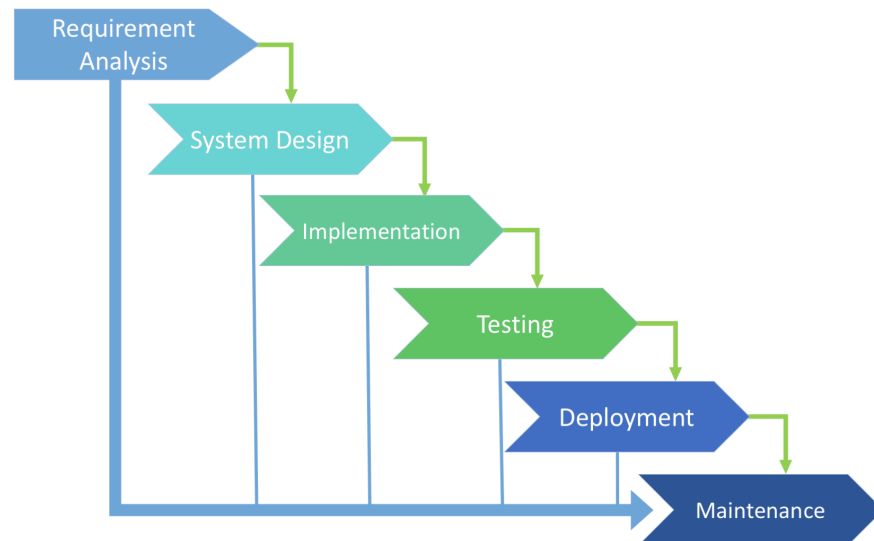 Requirement
Analysis
System Design
Implementation
Testing
Deployment
Maintenance